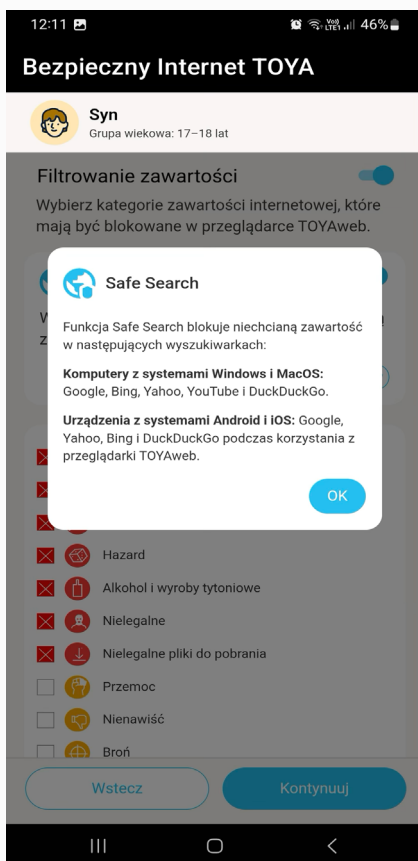 12:11
Voº LTE1 46%
Bezpieczny Internet TOYA
Syn
Grupa wiekowa: 17–18 lat
Filtrowanie zawartości
Wybierz kategorie zawartości internetowej, które
mają być blokowane w przeglądarce TOYAweb.
Safe Search
Funkcja Safe Search blokuje niechcianą zawartość
w następujących wyszukiwarkach:
Komputery z systemami Windows i MacOS:
Google, Bing, Yahoo, YouTube i DuckDuckGo.
Urządzenia z systemami Android i iOS: Google,
Yahoo, Bing i DuckDuckGo podczas korzystania z
przeglądarki TOYAweb.
OK
Hazard
Alkohol i wyroby tytoniowe
Nielegalne
Nielegalne pliki do pobrania
Przemoc
Nienawiść
Broń
Wstecz
Kontynuuj